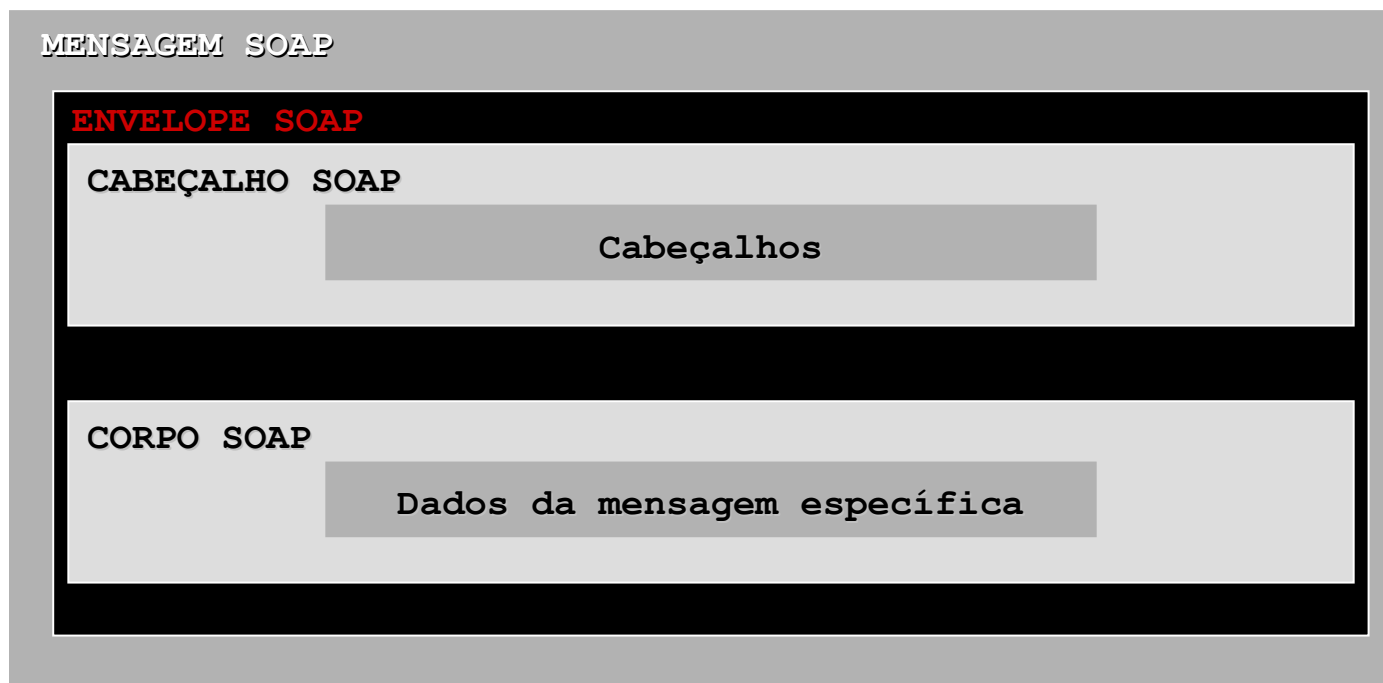 MENSAGEM SOAP
ENVELOPE SOAP
CABEÇALHO SOAP
Cabeçalhos
CORPO SOAP
Dados da mensagem específica